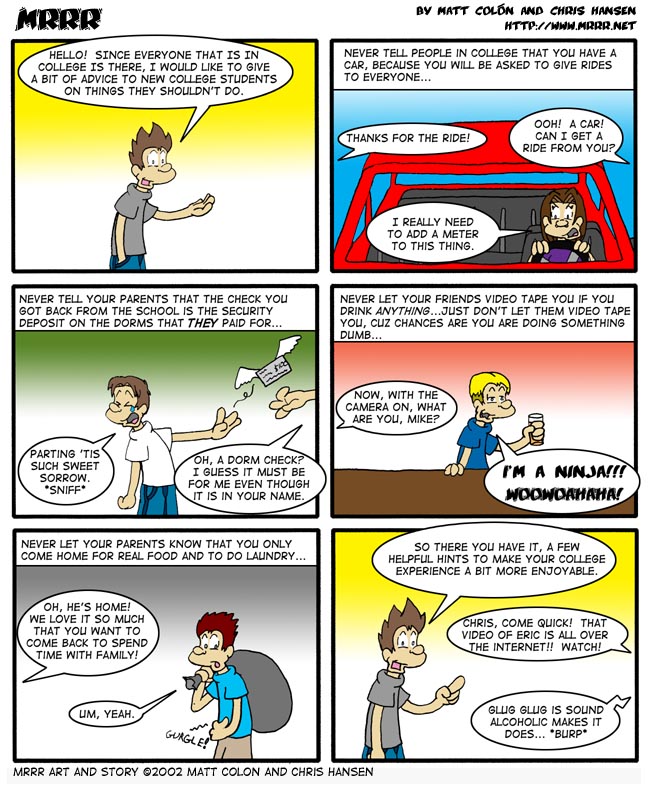 MRRR
BY MATT COLÓN AND CHRIS HANSEN
HTTP://WWW.MRRR.NET
HELLO! SINCE EVERYONE THAT IS IN
COLLEGE IS THERE, I WOULD LIKE TO GIVE
A BIT OF ADVICE TO NEW COLLEGE STUDENTS
ON THINGS THEY SHOULDN'T DO.
NEVER TELL PEOPLE IN COLLEGE THAT YOU HAVE A
CAR, BECAUSE YOU WILL BE ASKED TO GIVE RIDES
TO EVERYONE...
THANKS FOR THE RIDE!
OOH! A CAR!
CAN I GET A
RIDE FROM YOU?
I REALLY NEED
TO ADD A METER
TO THIS THING.
NEVER TELL YOUR PARENTS THAT THE CHECK YOU
GOT BACK FROM THE SCHOOL IS THE SECURITY
DEPOSIT ON THE DORMS THAT THEY PAID FOR...
PARTING 'TIS
SUCH SWEET
SORROW.
*SNIFF*
OH, A DORM CHECK?
I GUESS IT MUST BE
FOR ME EVEN THOUGH
IT IS IN YOUR NAME.
NEVER LET YOUR FRIENDS VIDEO TAPE YOU IF YOU
DRINK ANYTHING...JUST DON'T LET THEM VIDEO TAPE
YOU, CUZ CHANCES ARE YOU ARE DOING SOMETHING
DUMB...
NOW, WITH THE
CAMERA ON, WHAT
ARE YOU, MIKE?
I'M A NINJA!!!
WOOWOAHAHA!
NEVER LET YOUR PARENTS KNOW THAT YOU ONLY
COME HOME FOR REAL FOOD AND TO DO LAUNDRY...
OH, HE'S HOME!
WE LOVE IT SO MUCH
THAT YOU WANT TO
COME BACK TO SPEND
TIME WITH FAMILY!
UM, YEAH.
GURGLE!
SO THERE YOU HAVE IT, A FEW
HELPFUL HINTS TO MAKE YOUR COLLEGE
EXPERIENCE A BIT MORE ENJOYABLE.
CHRIS, COME QUICK! THAT
VIDEO OF ERIC IS ALL OVER
THE INTERNET!! WATCH!
GLUG GLUG IS SOUND
ALCOHOLIC MAKES IT
DOES... *BURP*
MRRR ART AND STORY ©2002 MATT COLON AND CHRIS HANSEN